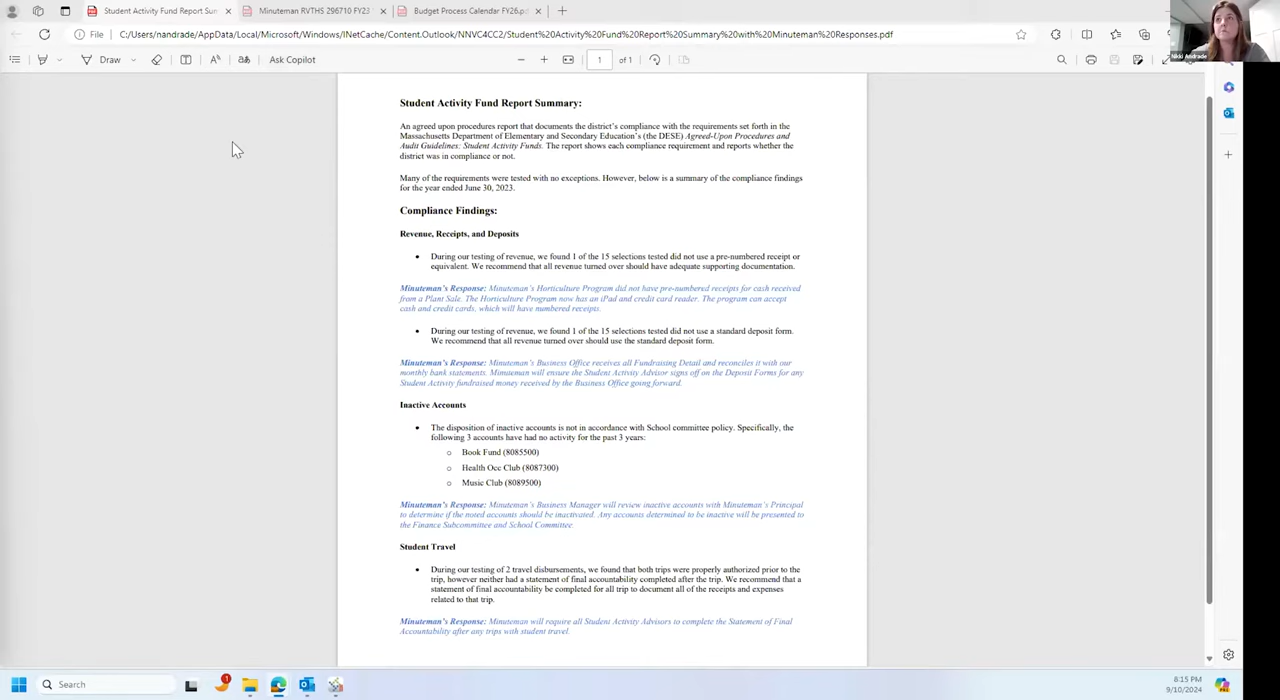 Student Activity Fund Report Sum
Minuteman RVTHS 296710 FY23
Budget Process Calendar FY26.pd
File
C:/Users/nandrade/AppData/Local/Microsoft/Windows/INetCache/Content.Outlook/NNVC4CC2/Student%20Activity%20Fund%20Report%20Summary%20with%20Minuteman%20Responses.pdf
Nikki Andrade
Draw
Ask Copilot
1 of 1
Student Activity Fund Report Summary:
An agreed upon procedures report that documents the district's compliance with the requirements set forth in the
Massachusetts Department of Elementary and Secondary Education's (the DESE) Agreed-Upon Procedures and
Audit Guidelines: Student Activity Funds. The report shows each compliance requirement and reports whether the
district was in compliance or not.
Many of the requirements were tested with no exceptions. However, below is a summary of the compliance findings
for the year ended June 30, 2023.
Compliance Findings:
Revenue, Receipts, and Deposits
• During our testing of revenue, we found 1 of the 15 selections tested did not use a pre-numbered receipt or
equivalent. We recommend that all revenue turned over should have adequate supporting documentation.
Minuteman's Response: Minuteman's Horticulture Program did not have pre-numbered receipts for cash received
from a Plant Sale. The Horticulture Program now has an iPad and credit card reader. The program can accept
cash and credit cards, which will have numbered receipts.
• During our testing of revenue, we found 1 of the 15 selections tested did not use a standard deposit form.
We recommend that all revenue turned over should use the standard deposit form.
Minuteman's Response: Minuteman's Business Office receives all Fundraising Detail and reconciles it with our
monthly bank statements. Minuteman will ensure the Student Activity Advisor signs off on the Deposit Forms for any
Student Activity fundraised money received by the Business Office going forward.
Inactive Accounts
• The disposition of inactive accounts is not in accordance with School committee policy. Specifically, the
following 3 accounts have had no activity for the past 3 years:
o Book Fund (8085500)
o Health Occ Club (8087300)
o Music Club (8089500)
Minuteman's Response: Minuteman's Business Manager will review inactive accounts with Minuteman's Principal
to determine if the noted accounts should be inactivated. Any accounts determined to be inactive will be presented to
the Finance Subcommittee and School Committee.
Student Travel
• During our testing of 2 travel disbursements, we found that both trips were properly authorized prior to the
trip, however neither had a statement of final accountability completed after the trip. We recommend that a
statement of final accountability be completed for all trip to document all of the receipts and expenses
related to that trip.
Minuteman's Response: Minuteman will require all Student Activity Advisors to complete the Statement of Final
Accountability after any trips with student travel.
Search
1
8:15 PM
9/10/2024